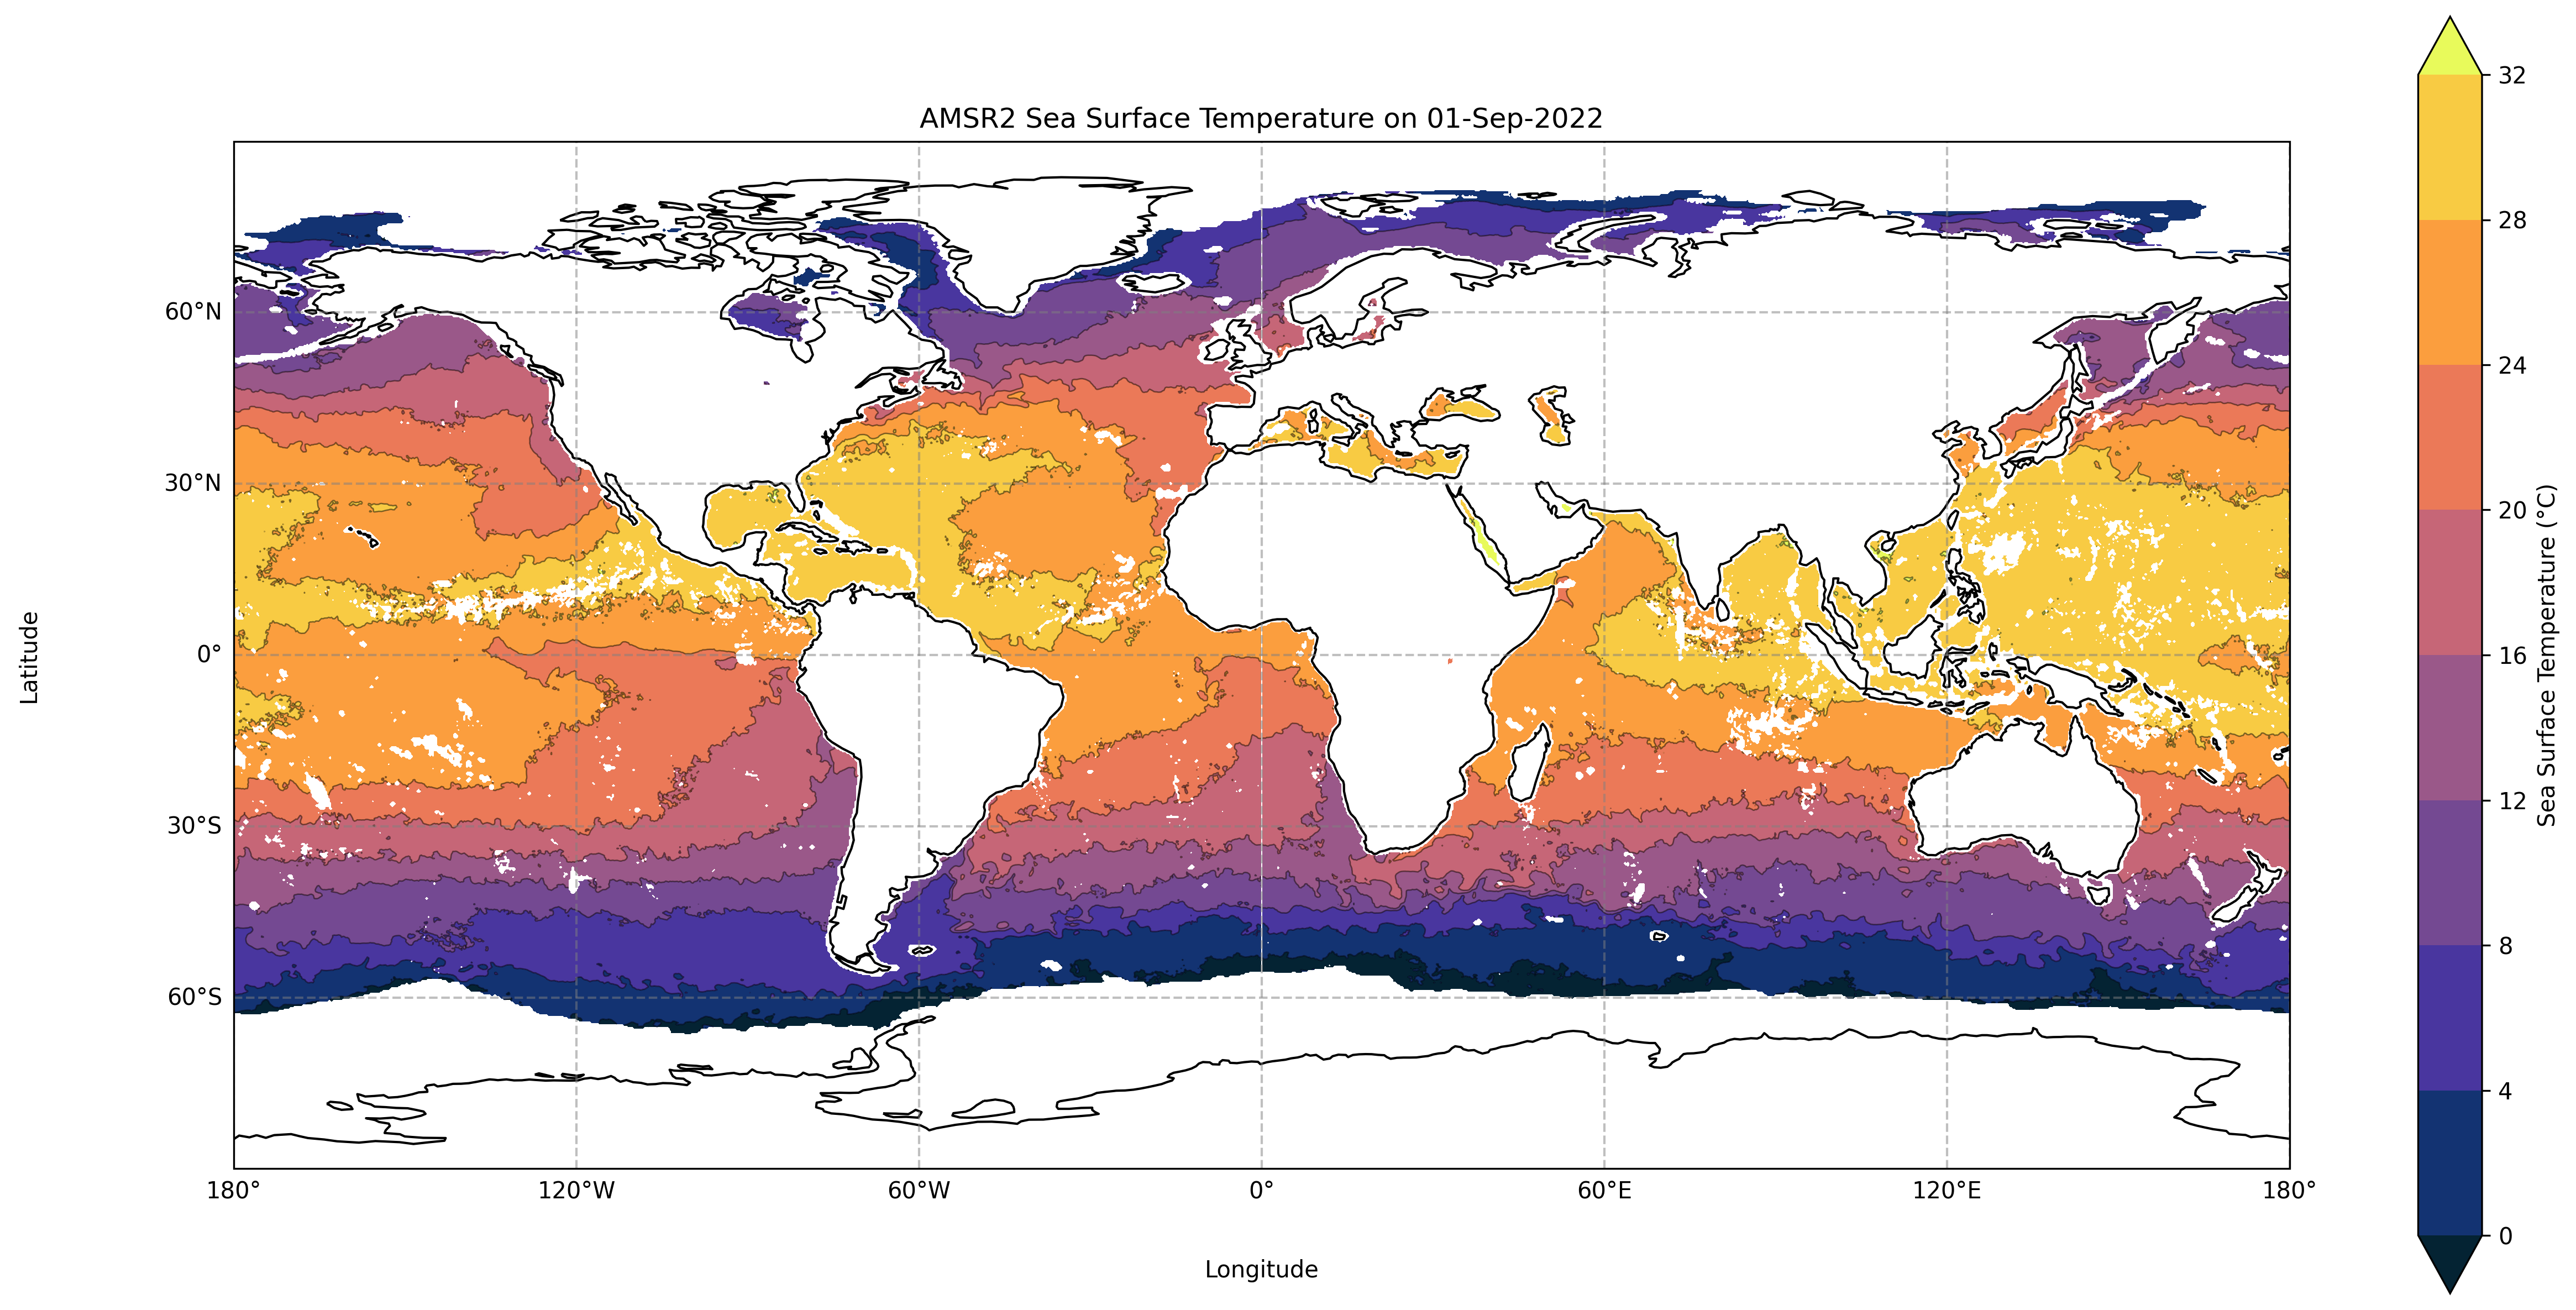 AMSR2 Sea Surface Temperature on 01-Sep-2022
60°N
30°N
0°
30°S
60°S
Latitude
180°
120°W
60°W
0°
60°E
120°E
180°
Longitude
32
28
24
20
16
12
8
4
0
Sea Surface Temperature (°C)